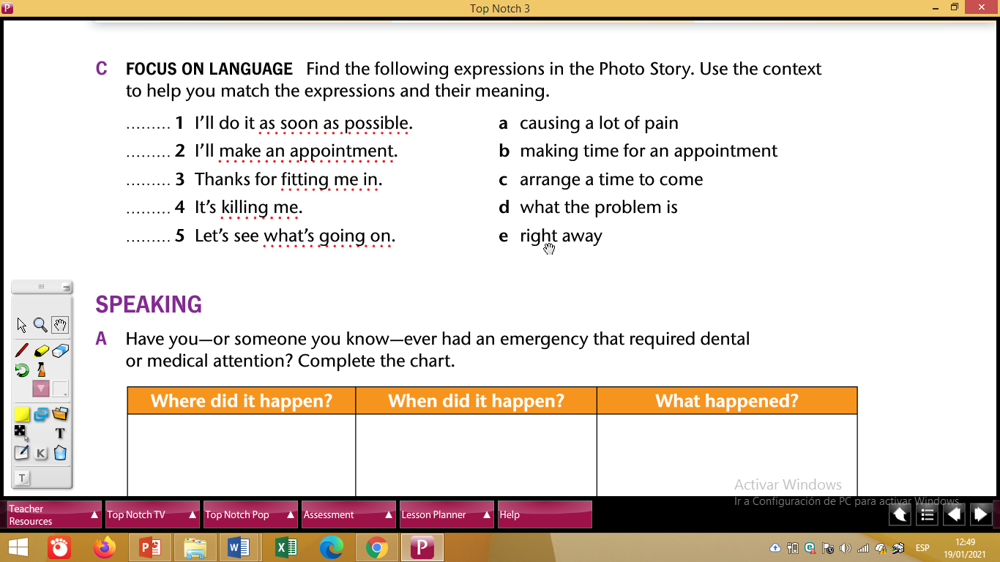 Top Notch 3
C FOCUS ON LANGUAGE Find the following expressions in the Photo Story. Use the context
to help you match the expressions and their meaning.
......... 1 I'll do it as soon as possible. a causing a lot of pain
......... 2 I'll make an appointment. b making time for an appointment
......... 3 Thanks for fitting me in. c arrange a time to come
......... 4 It's killing me. d what the problem is
......... 5 Let's see what's going on. e right away
SPEAKING
A Have you—or someone you know—ever had an emergency that required dental
or medical attention? Complete the chart.
Where did it happen? When did it happen? What happened?
T
K
T
Activar Windows
Ir a Configuración de PC para activar Windows.
Teacher
Resources
Top Notch TV
Top Notch Pop
Assessment
Lesson Planner
Help
ESP
12:49
19/01/2021